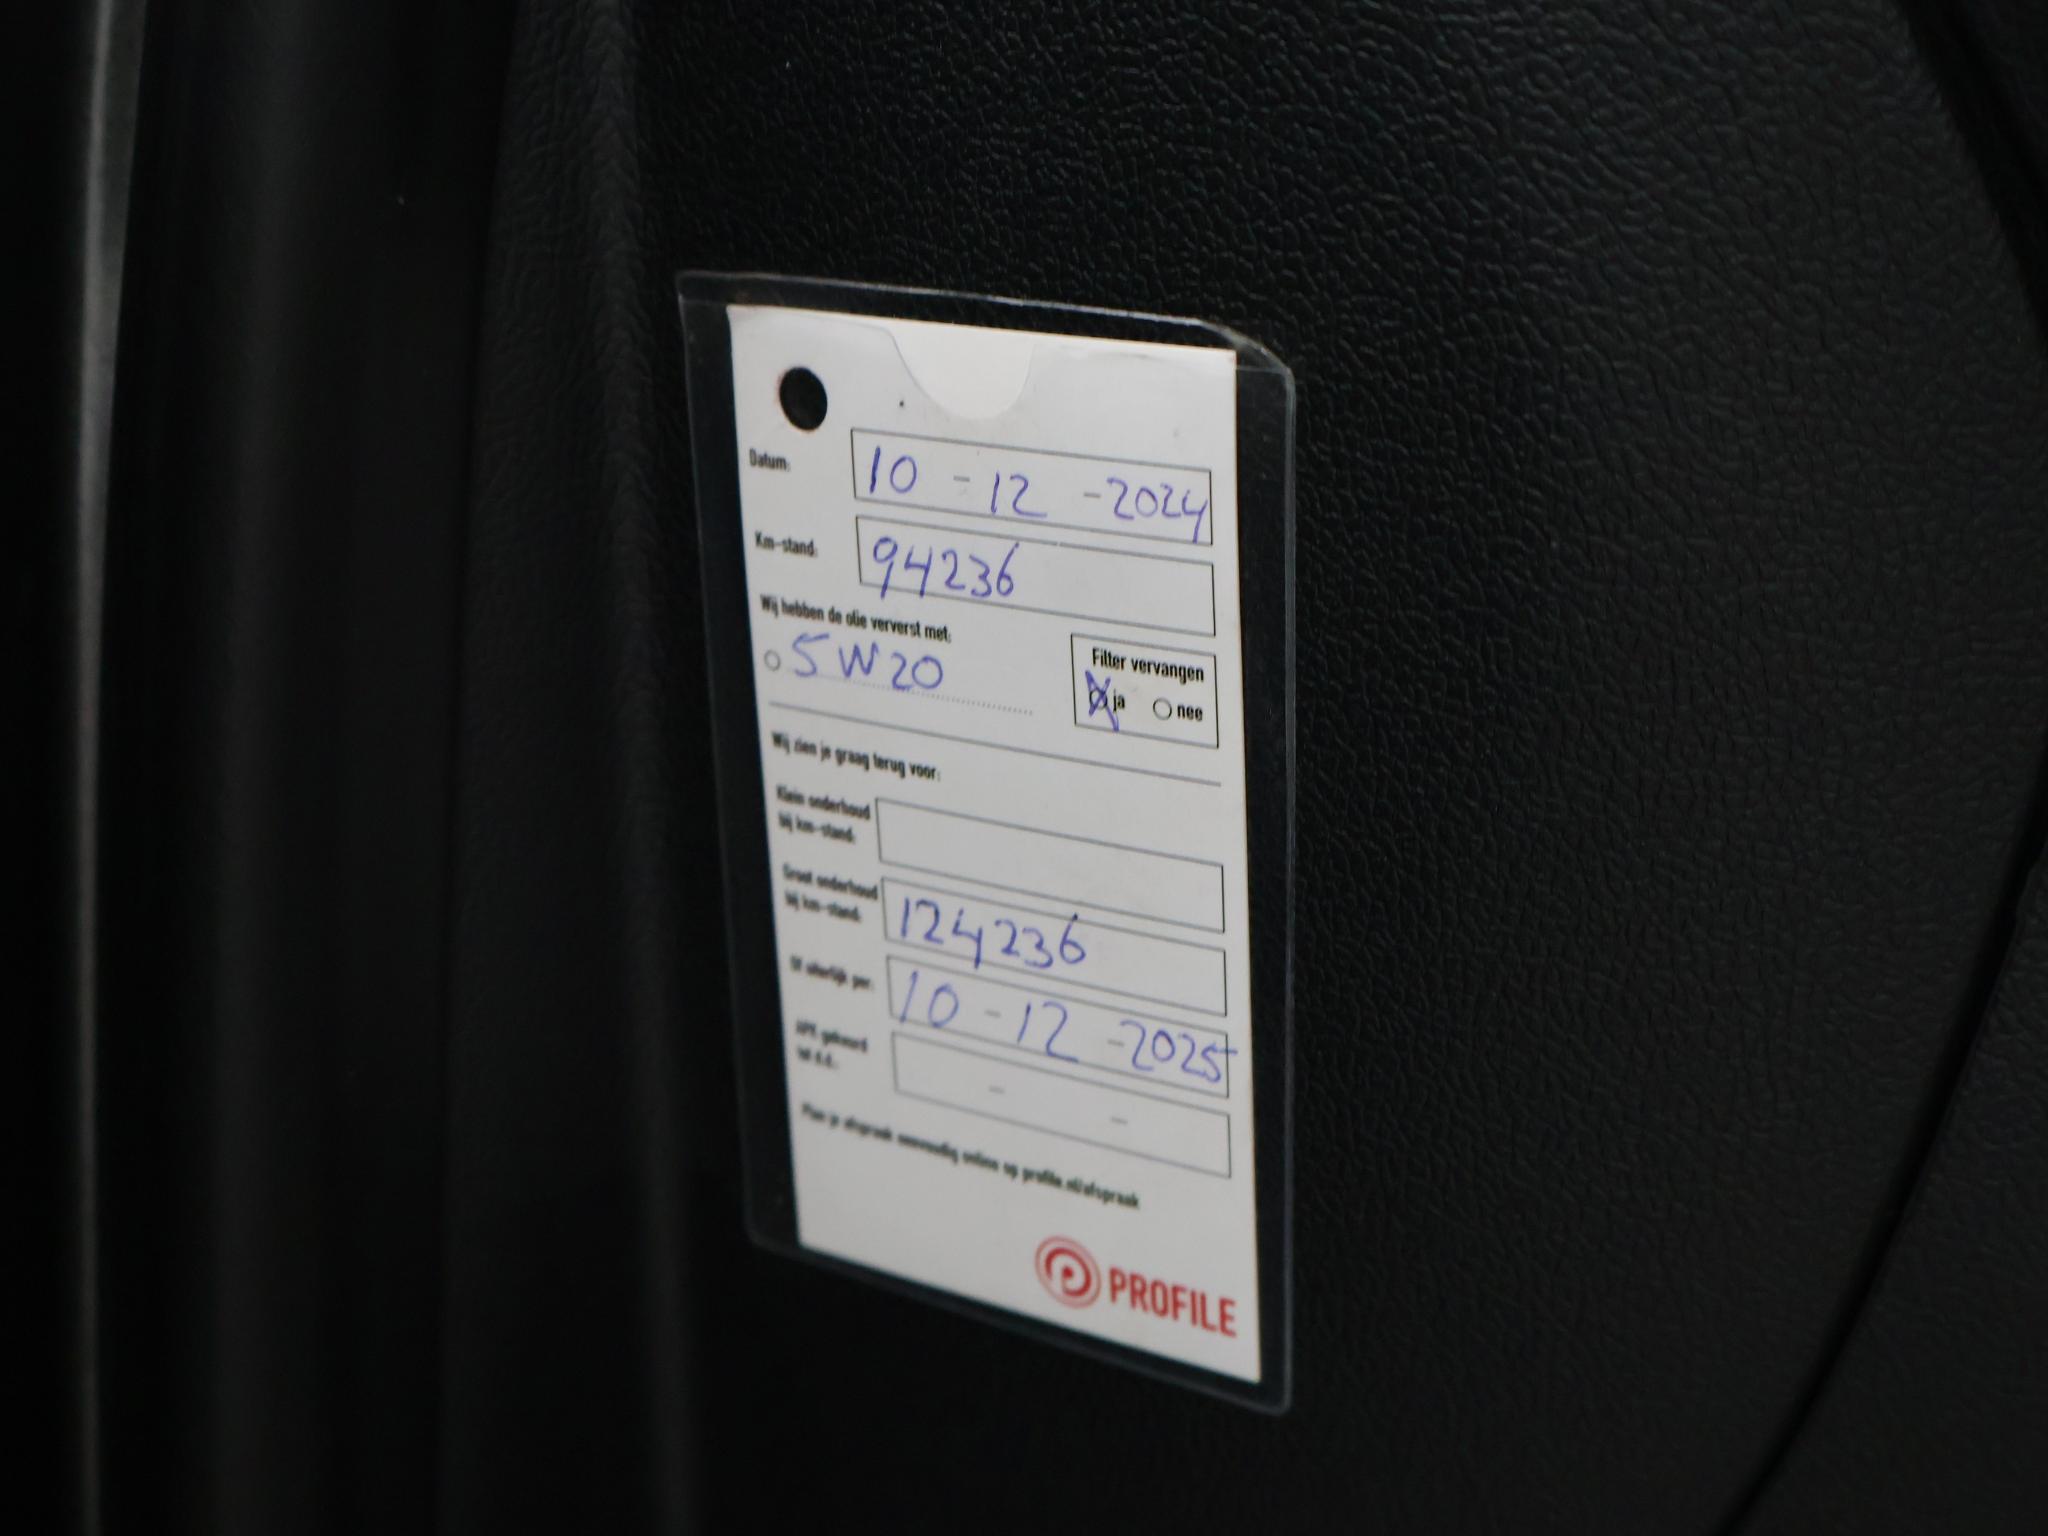 Datum: 10 - 12 - 2024
Km-stand: 94236
Wij hebben de olie ververst met:
5W20
Filter vervangen
ja nee
Wij zien je graag terug voor:
Klein onderhoud
bij km-stand:
Groot onderhoud
bij km-stand: 124236
Of uiterlijk per: 10 - 12 - 2025
APK gekeurd
tot d.d.: - -
Plan je afspraak eenvoudig online op profile.nl/afspraak
PROFILE